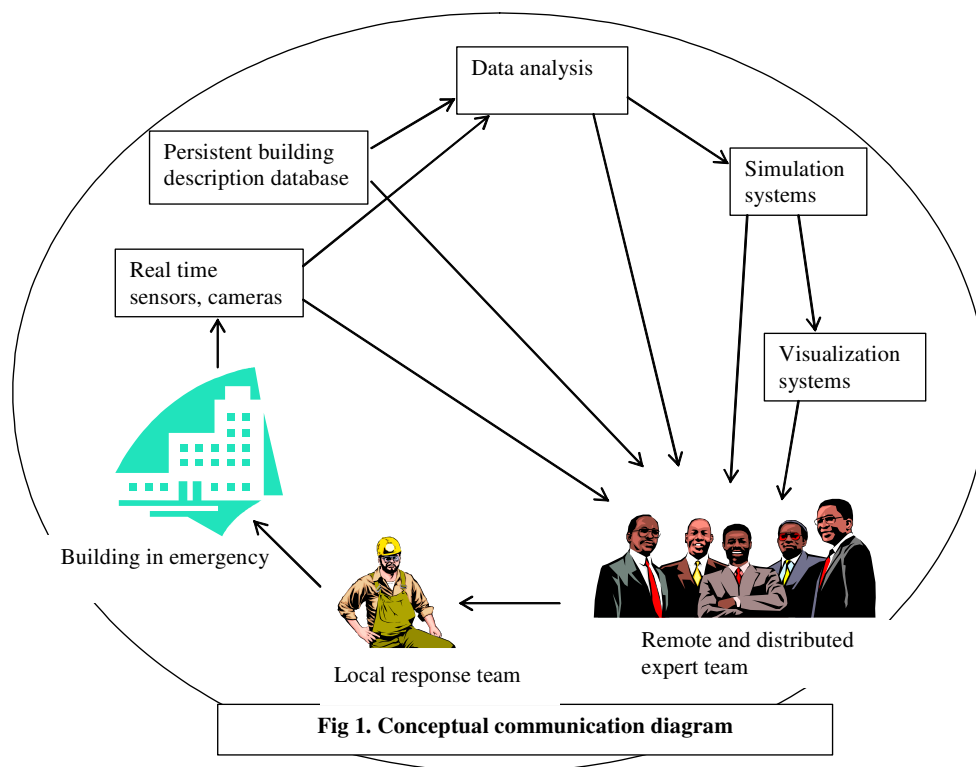 Data analysis
Persistent building
description database
Simulation
systems
Real time
sensors, cameras
Visualization
systems
Building in emergency
Remote and distributed
expert team
Local response team
Fig 1. Conceptual communication diagram